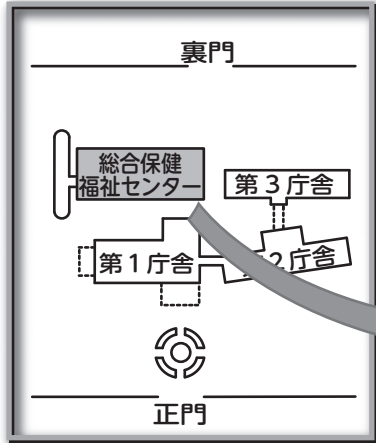 裏門
総合保健
福祉センター
第３庁舎
第１庁舎
2庁舎
正門